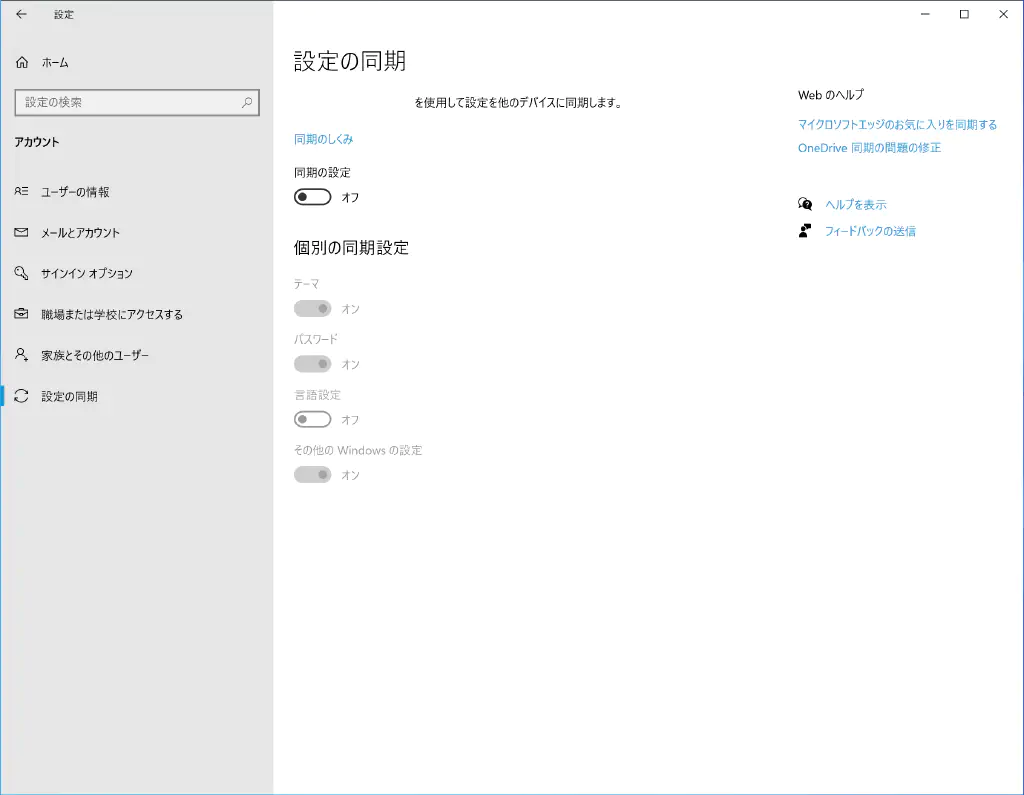 設定
ホーム
設定の検索
アカウント
ユーザーの情報
メールとアカウント
サインイン オプション
職場または学校にアクセスする
家族とその他のユーザー
設定の同期
設定の同期
を使用して設定を他のデバイスに同期します。
同期のしくみ
同期の設定
オフ
個別の同期設定
テーマ
オン
パスワード
オン
言語設定
オフ
その他の Windows の設定
オン
Web のヘルプ
マイクロソフトエッジのお気に入りを同期する
OneDrive 同期の問題の修正
ヘルプを表示
フィードバックの送信